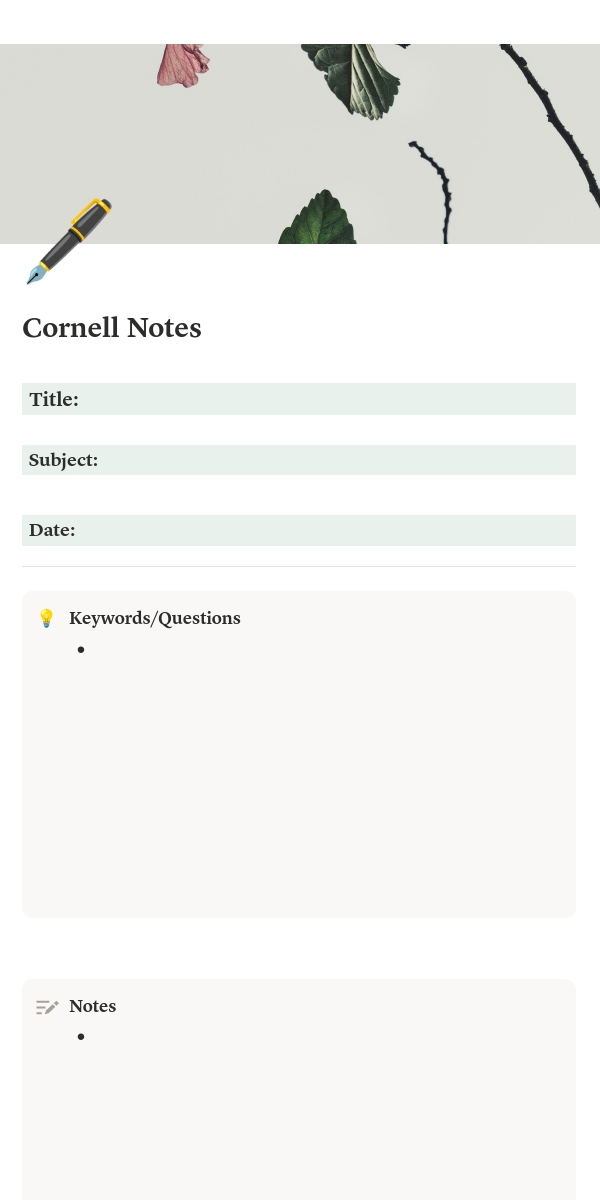 Cornell Notes
Title:
Subject:
Date:
Keywords/Questions
•
Notes
•